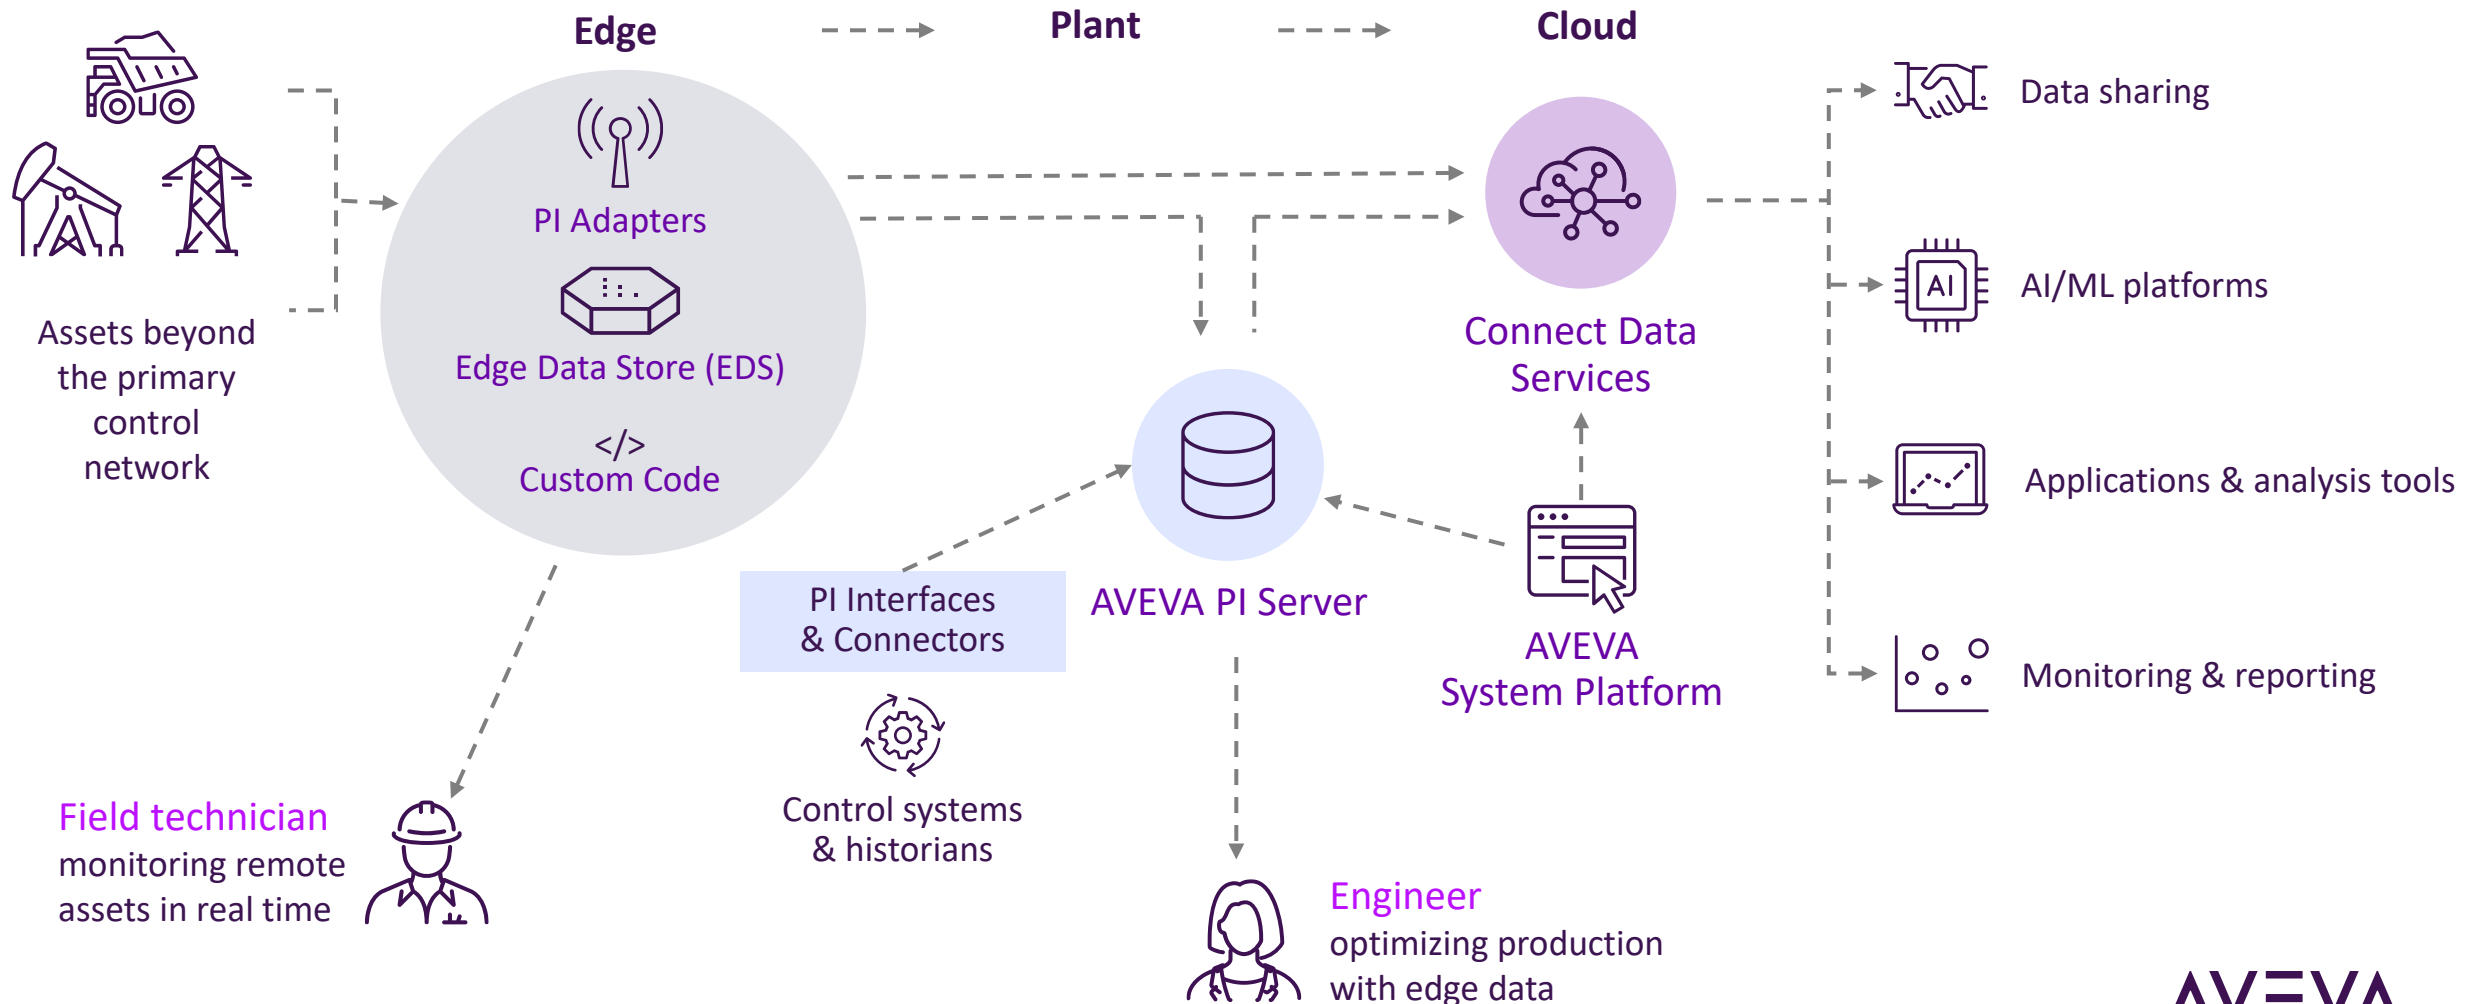 Edge
Plant
Cloud
PI Adapters
Edge Data Store (EDS)
</>
Custom Code
Assets beyond
the primary
control
network
Connect Data
Services
Data sharing
AI
AI/ML platforms
Applications & analysis tools
Monitoring & reporting
PI Interfaces
& Connectors
AVEVA PI Server
AVEVA
System Platform
Control systems
& historians
Field technician
monitoring remote
assets in real time
Engineer
optimizing production
with edge data
AVEVA